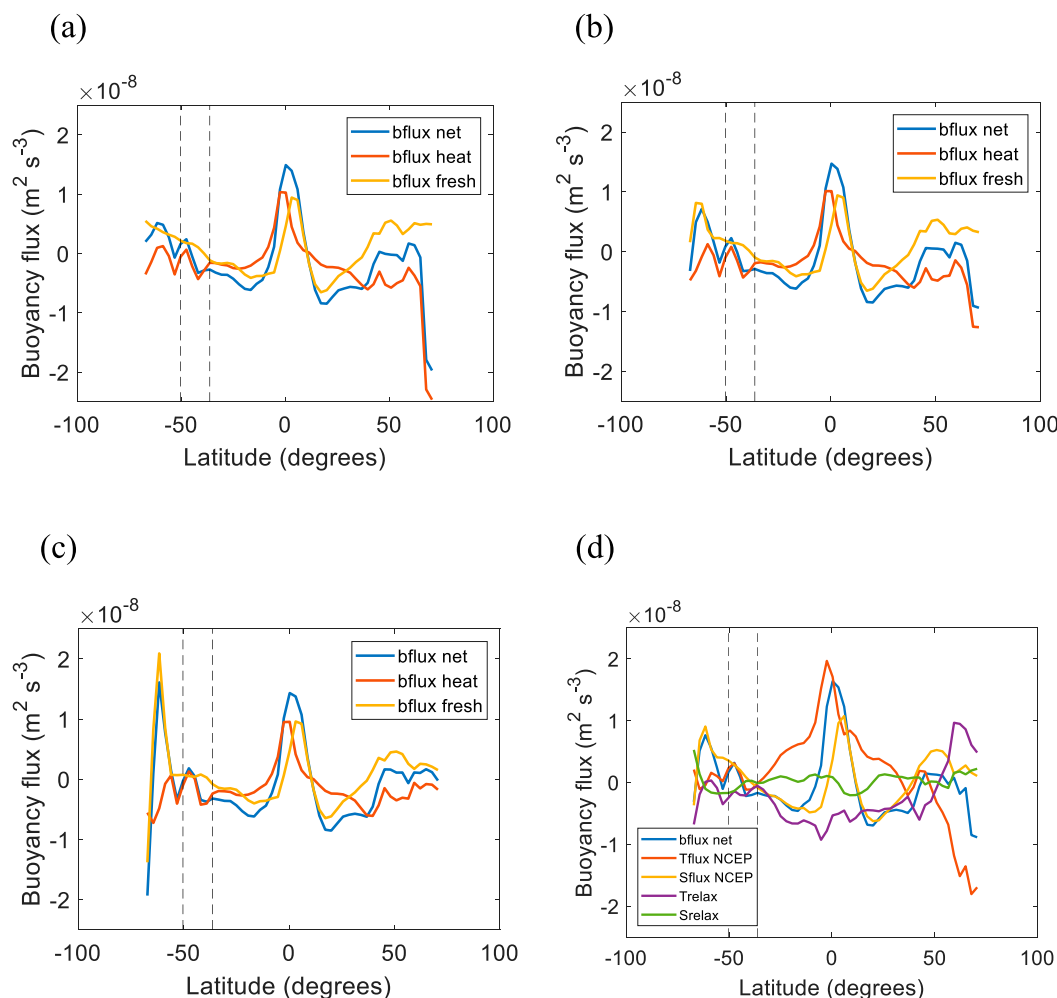 (a)
×10⁻⁸
Buoyancy flux (m² s⁻³)
2
1
0
-1
-2
bflux net
bflux heat
bflux fresh
-100 -50 0 50 100
Latitude (degrees)
(b)
×10⁻⁸
Buoyancy flux (m² s⁻³)
2
1
0
-1
-2
bflux net
bflux heat
bflux fresh
-100 -50 0 50 100
Latitude (degrees)
(c)
×10⁻⁸
Buoyancy flux (m² s⁻³)
2
1
0
-1
-2
bflux net
bflux heat
bflux fresh
-100 -50 0 50 100
Latitude (degrees)
(d)
×10⁻⁸
Buoyancy flux (m² s⁻³)
2
1
0
-1
-2
bflux net
Tflux NCEP
Sflux NCEP
Trelax
Srelax
-100 -50 0 50 100
Latitude (degrees)